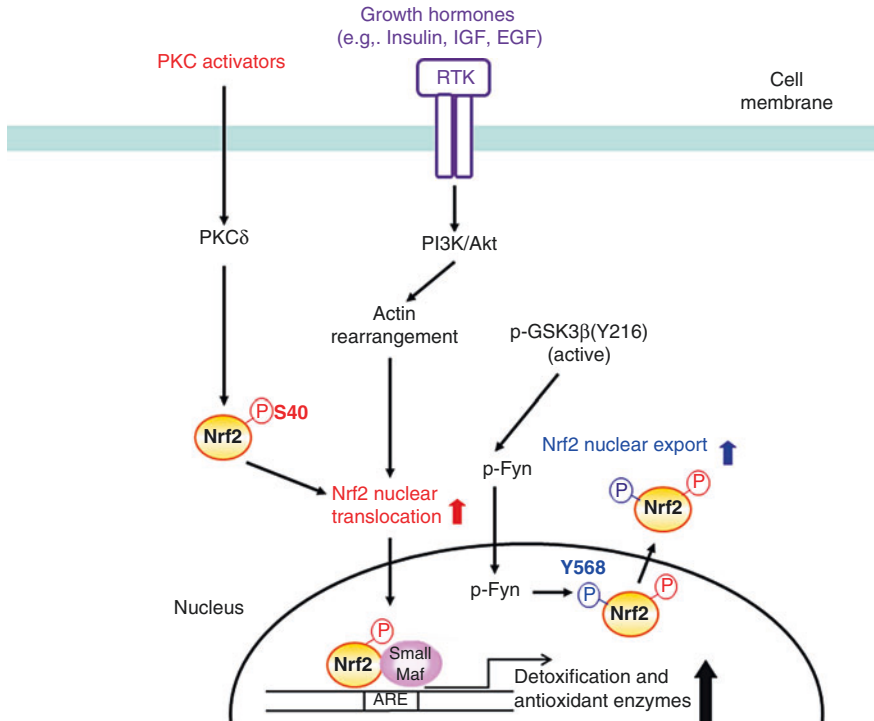 Growth hormones
(e.g,. Insulin, IGF, EGF)
PKC activators
RTK
Cell
membrane
PKCδ
PI3K/Akt
Actin
rearrangement
p-GSK3β(Y216)
(active)
P S40
Nrf2
Nrf2 nuclear export
p-Fyn
P
P
Nrf2
Nrf2 nuclear
translocation
Y568
p-Fyn
P
P
Nrf2
Nucleus
P
Nrf2
Small
Maf
Detoxification and
antioxidant enzymes
ARE